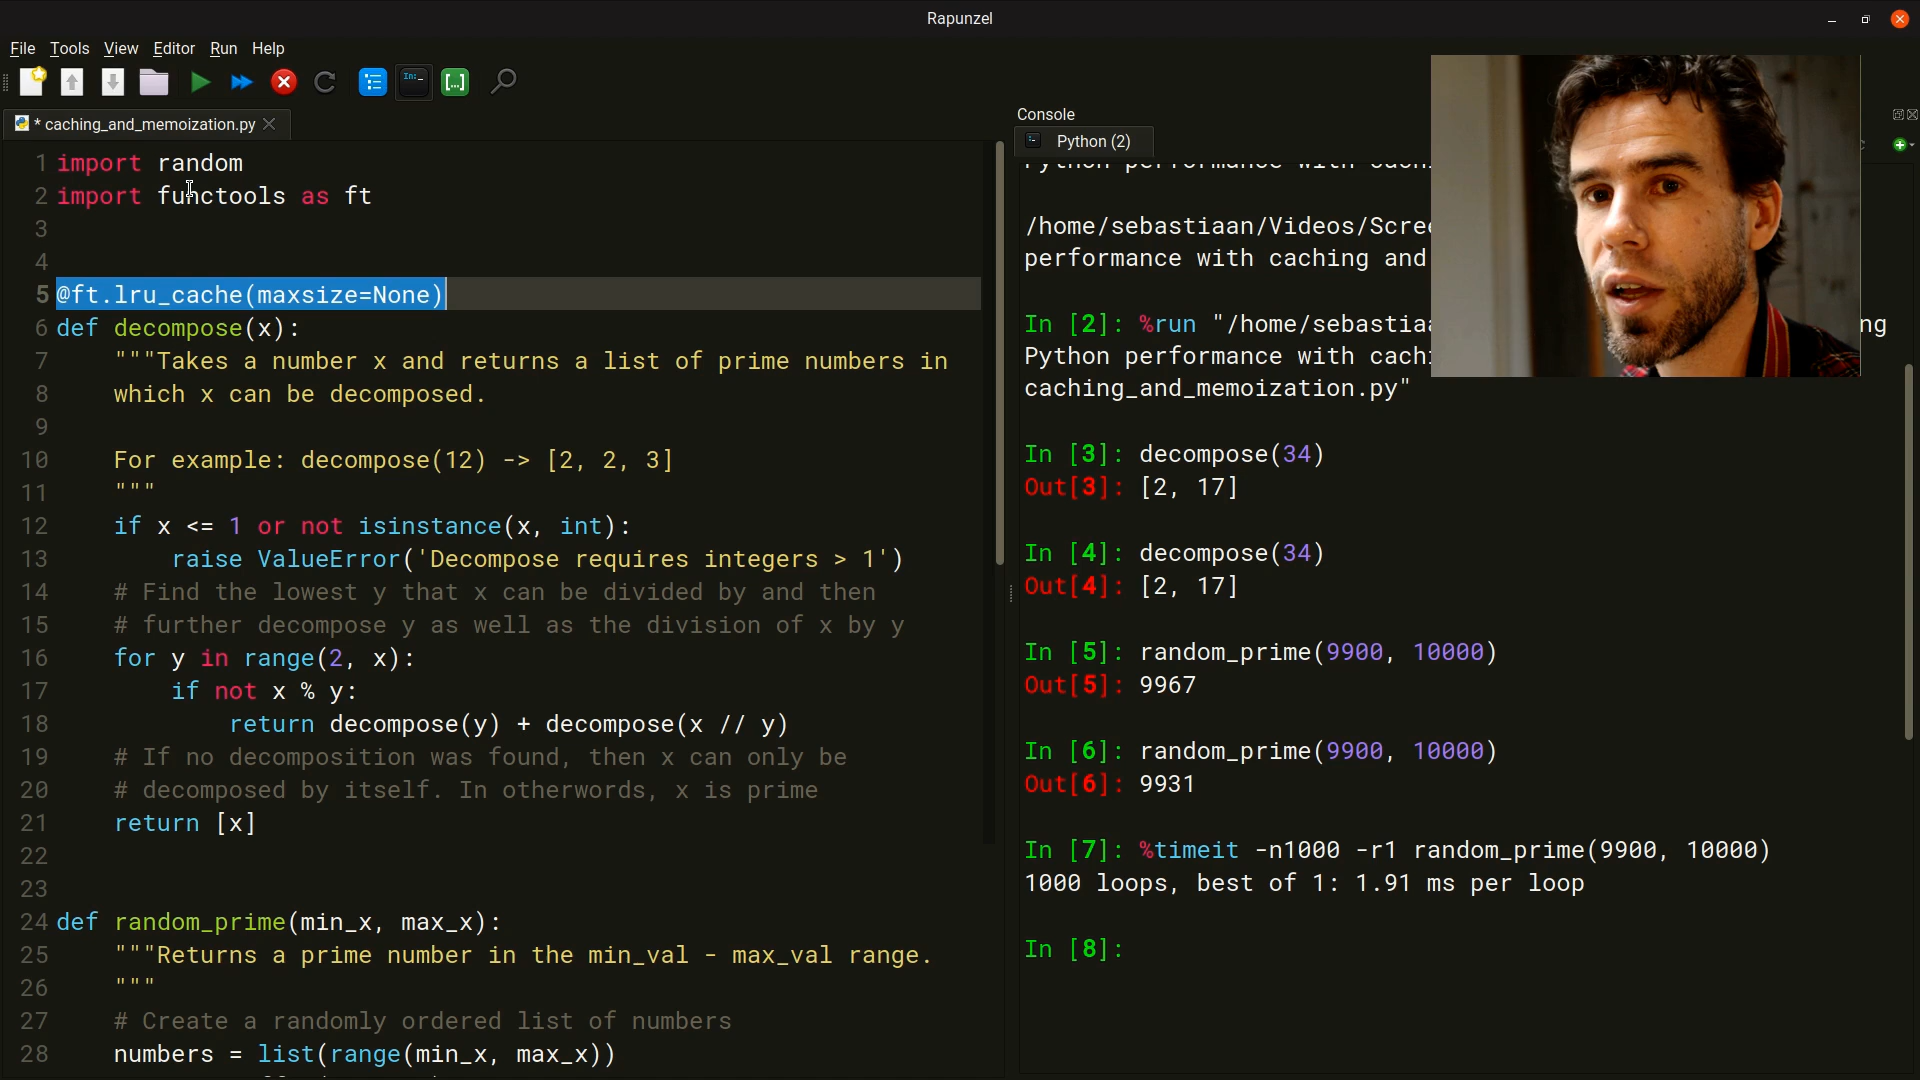 Rapunzel
File Tools View Editor Run Help
* caching_and_memoization.py
1 import random
2 import functools as ft
3
4
5 @ft.lru_cache(maxsize=None)
6 def decompose(x):
7 """Takes a number x and returns a list of prime numbers in
8 which x can be decomposed.
9
10 For example: decompose(12) -> [2, 2, 3]
11 """
12 if x <= 1 or not isinstance(x, int):
13 raise ValueError('Decompose requires integers > 1')
14 # Find the lowest y that x can be divided by and then
15 # further decompose y as well as the division of x by y
16 for y in range(2, x):
17 if not x % y:
18 return decompose(y) + decompose(x // y)
19 # If no decomposition was found, then x can only be
20 # decomposed by itself. In otherwords, x is prime
21 return [x]
22
23
24 def random_prime(min_x, max_x):
25 """Returns a prime number in the min_val - max_val range.
26 """
27 # Create a randomly ordered list of numbers
28 numbers = list(range(min_x, max_x))
Console
Python (2)
Python performance with
/home/sebastiaan/Videos/Scree
performance with caching and
In [2]: %run "/home/sebastiaa ng
Python performance with cach
caching_and_memoization.py"
In [3]: decompose(34)
Out[3]: [2, 17]
In [4]: decompose(34)
Out[4]: [2, 17]
In [5]: random_prime(9900, 10000)
Out[5]: 9967
In [6]: random_prime(9900, 10000)
Out[6]: 9931
In [7]: %timeit -n1000 -r1 random_prime(9900, 10000)
1000 loops, best of 1: 1.91 ms per loop
In [8]: